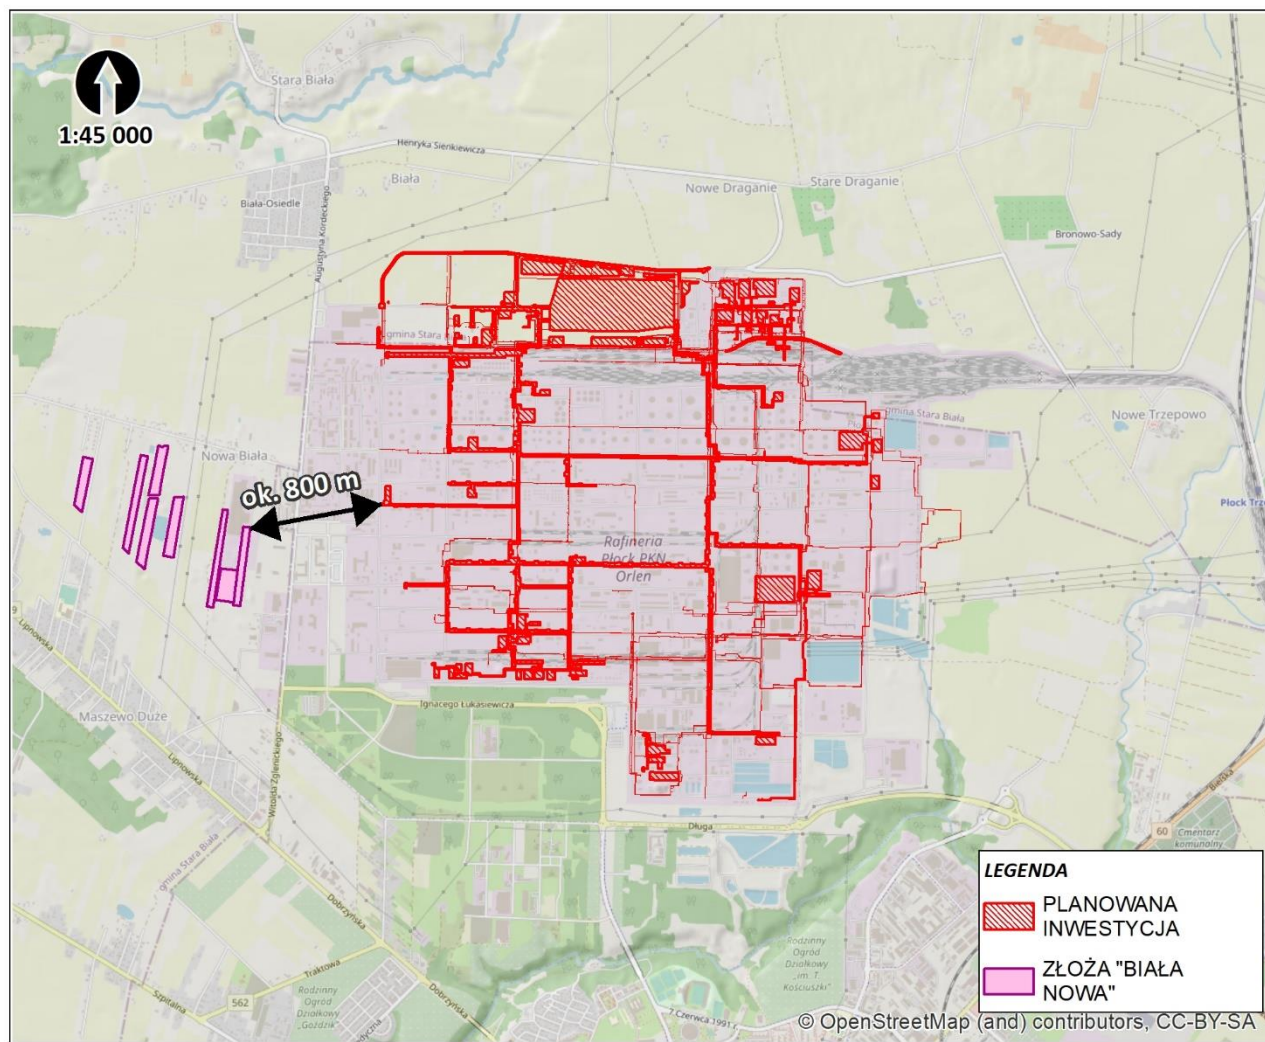 1:45 000
Stara Biała
Henryka Sienkiewicza
Biała
Nowe Draganie
Stare Draganie
Biała-Osiedle
Augustyna Kordeckiego
Bronowo-Sady
gmina Stara
gmina Stara Biała
Nowe Trzepowo
Nowa Biała
ok. 800 m
Płock Trz
Rafineria
Płock PKN
Orlen
9
Lipnowska
Maszewo Duże
Ignacego Łukasiewicza
Lipnowska
Witolda Zglenickiego
Bielska
Długa
60
Cmentarz
komunalny
gmina Stara Biała
Dobrzyńska
Traktowa
562
Szpitalna
Rodzinny
Ogród
Działkowy
„Goździk”
Dobrzyńska
Rodzinny
Ogród
Działkowy
„im. T.
Kościuszki”
7 Czerwca 1991 r.
LEGENDA
PLANOWANA
INWESTYCJA
ZŁOŻA "BIAŁA
NOWA"
© OpenStreetMap (and) contributors, CC-BY-SA